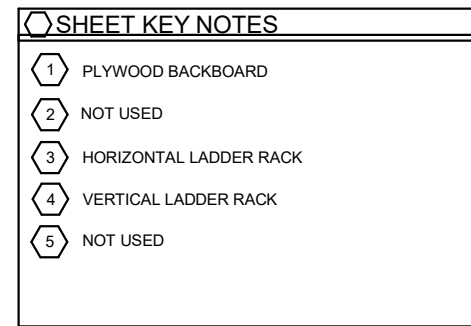 SHEET KEY NOTES
1 PLYWOOD BACKBOARD
2 NOT USED
3 HORIZONTAL LADDER RACK
4 VERTICAL LADDER RACK
5 NOT USED